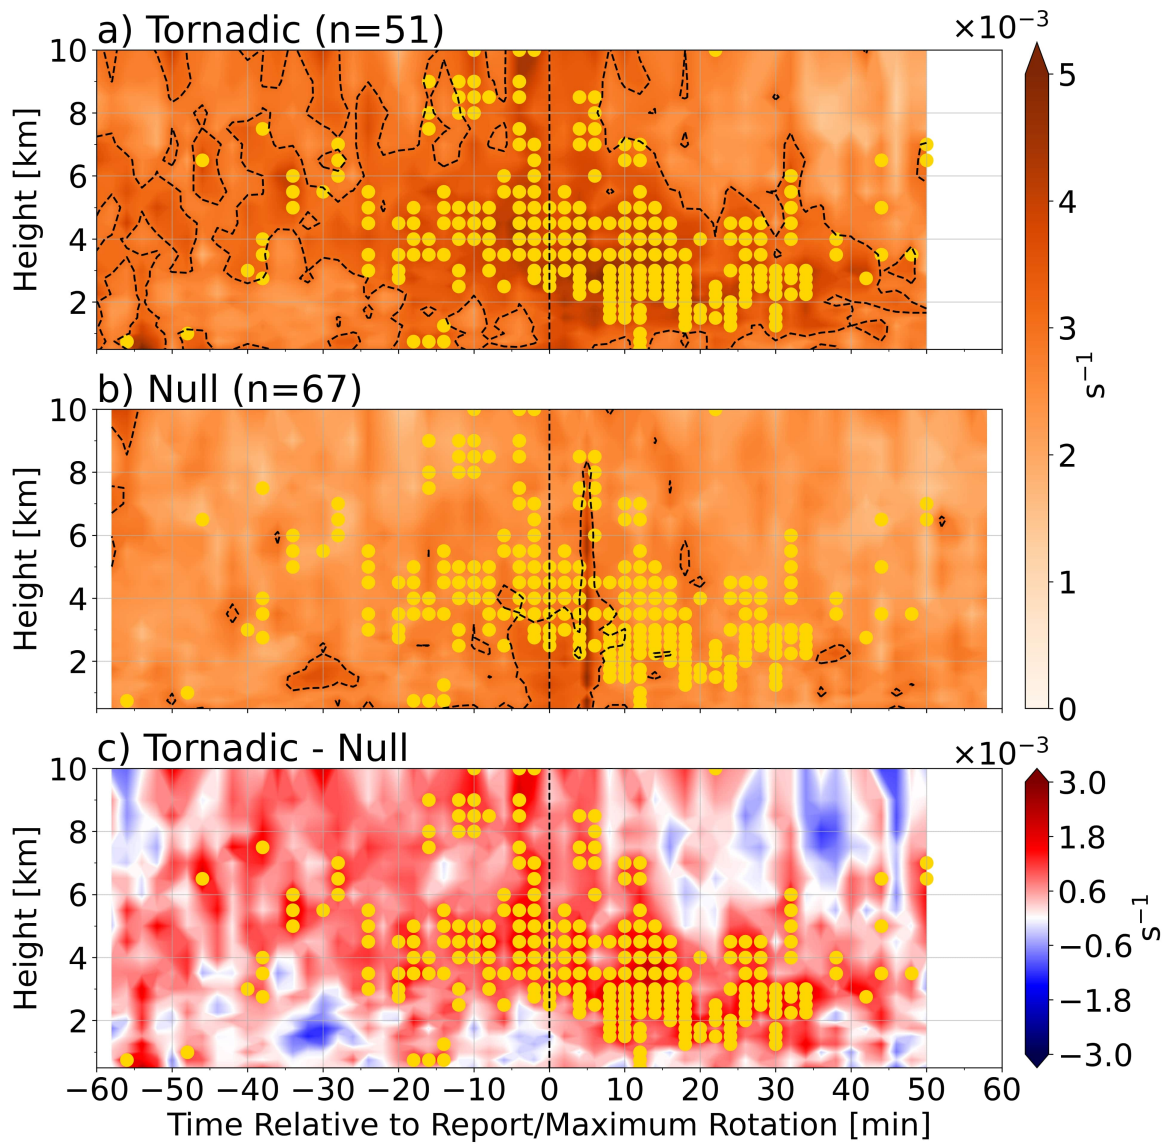 a) Tornadic (n=51)
×10⁻³
10
8
6
4
2
Height [km]
5
4
3
2
1
0
s⁻¹
b) Null (n=67)
10
8
6
4
2
Height [km]
c) Tornadic - Null
×10⁻³
10
8
6
4
2
Height [km]
3.0
1.8
0.6
−0.6
−1.8
−3.0
s⁻¹
−60 −50 −40 −30 −20 −10 0 10 20 30 40 50 60
Time Relative to Report/Maximum Rotation [min]